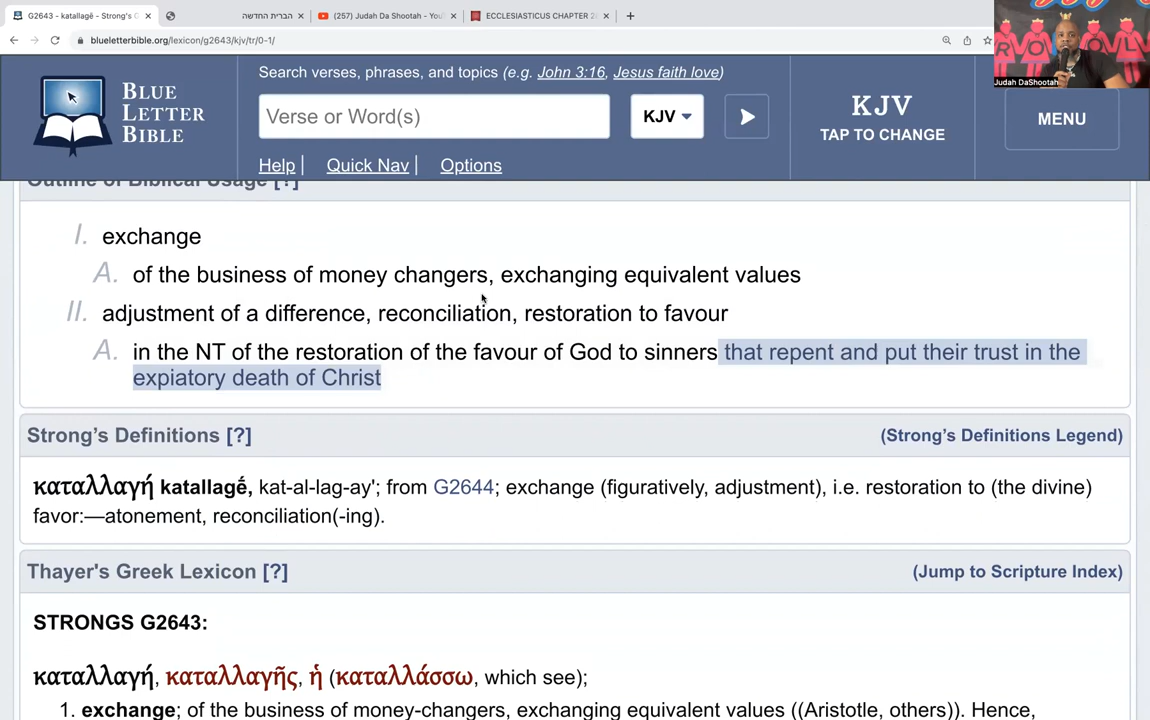 G2643 - katallagē - Strong's G
הברית החדשה
(257) Judah Da Shootah - You
ECCLESIASTICUS CHAPTER 2
blueletterbible.org/lexicon/g2643/kjv/tr/0-1/
Judah DaShootah
BLUE
LETTER
BIBLE
Search verses, phrases, and topics (e.g. John 3:16, Jesus faith love)
Verse or Word(s)
KJV
Help | Quick Nav | Options
KJV
TAP TO CHANGE
MENU
Outline of Biblical Usage [?]
I. exchange
A. of the business of money changers, exchanging equivalent values
II. adjustment of a difference, reconciliation, restoration to favour
A. in the NT of the restoration of the favour of God to sinners that repent and put their trust in the
expiatory death of Christ
Strong's Definitions [?]
(Strong's Definitions Legend)
καταλλαγή katallagḗ, kat-al-lag-ay'; from G2644; exchange (figuratively, adjustment), i.e. restoration to (the divine)
favor:—atonement, reconciliation(-ing).
Thayer's Greek Lexicon [?]
(Jump to Scripture Index)
STRONGS G2643:
καταλλαγή, καταλλαγῆς, ἡ (καταλλάσσω, which see);
1. exchange; of the business of money-changers, exchanging equivalent values ((Aristotle, others)). Hence,